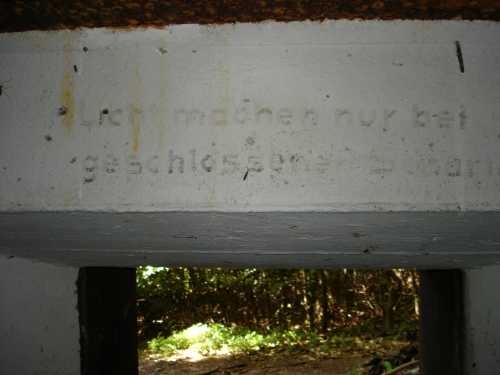 Licht machen nur bei
geschlossener